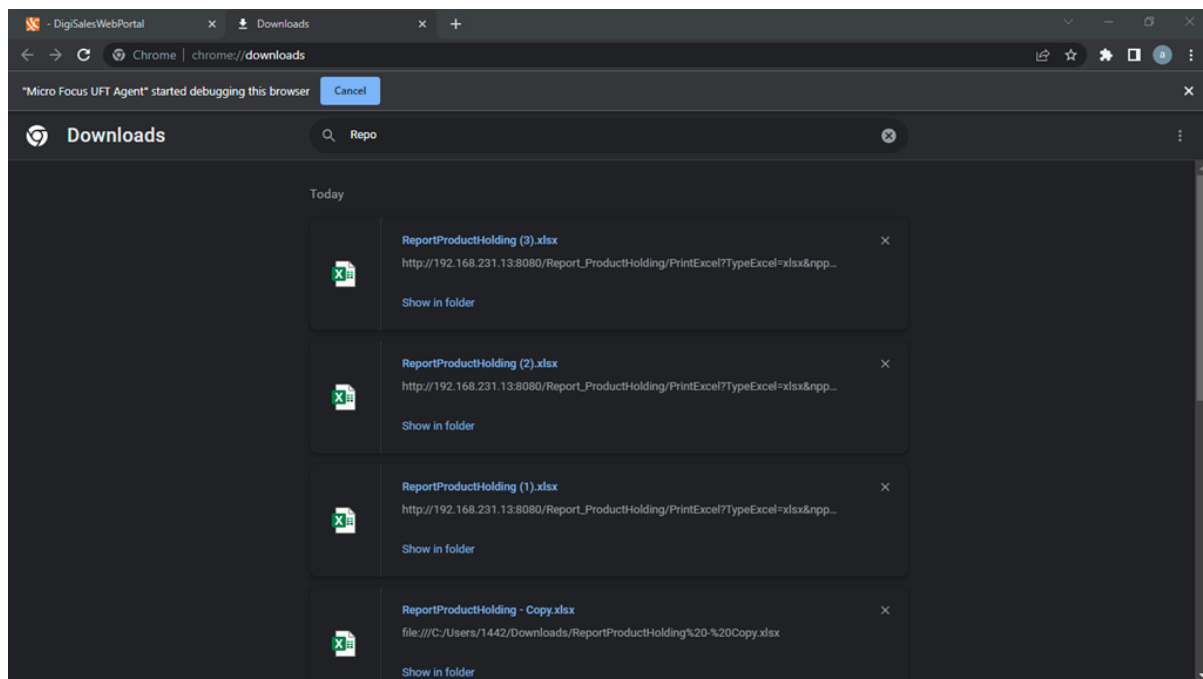 - DigiSalesWebPortal
Downloads
Chrome | chrome://downloads
a
"Micro Focus UFT Agent" started debugging this browser
Cancel
Downloads
Repo
Today
ReportProductHolding (3).xlsx
http://192.168.231.13:8080/Report_ProductHolding/PrintExcel?TypeExcel=xlsx&npp...
Show in folder
ReportProductHolding (2).xlsx
http://192.168.231.13:8080/Report_ProductHolding/PrintExcel?TypeExcel=xlsx&npp...
Show in folder
ReportProductHolding (1).xlsx
http://192.168.231.13:8080/Report_ProductHolding/PrintExcel?TypeExcel=xlsx&npp...
Show in folder
ReportProductHolding - Copy.xlsx
file:///C:/Users/1442/Downloads/ReportProductHolding%20-%20Copy.xlsx
Show in folder